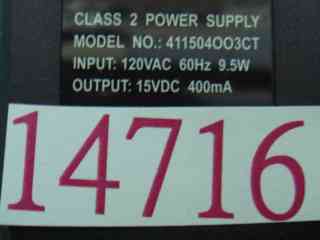 CLASS 2 POWER SUPPLY
MODEL NO.: 411504OO3CT
INPUT: 120VAC 60Hz 9.5W
OUTPUT: 15VDC 400mA
14716